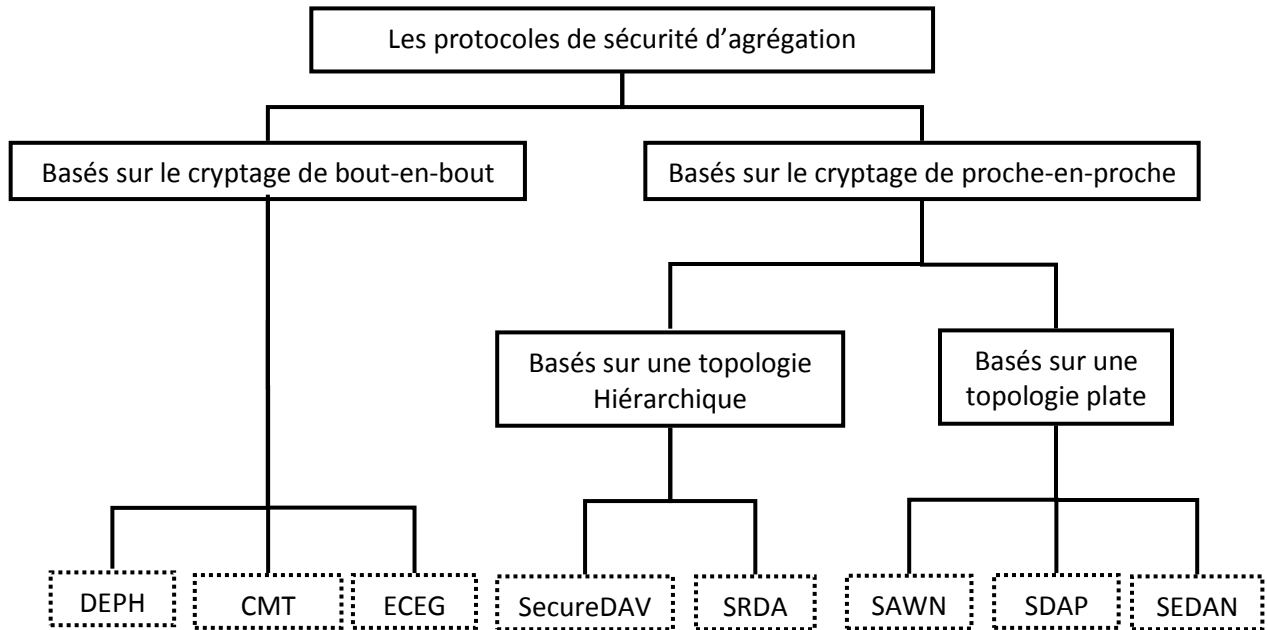 Les protocoles de sécurité d’agrégation
Basés sur le cryptage de bout-en-bout
Basés sur le cryptage de proche-en-proche
Basés sur une topologie
Hiérarchique
Basés sur une
topologie plate
DEPH
CMT
ECEG
SecureDAV
SRDA
SAWN
SDAP
SEDAN